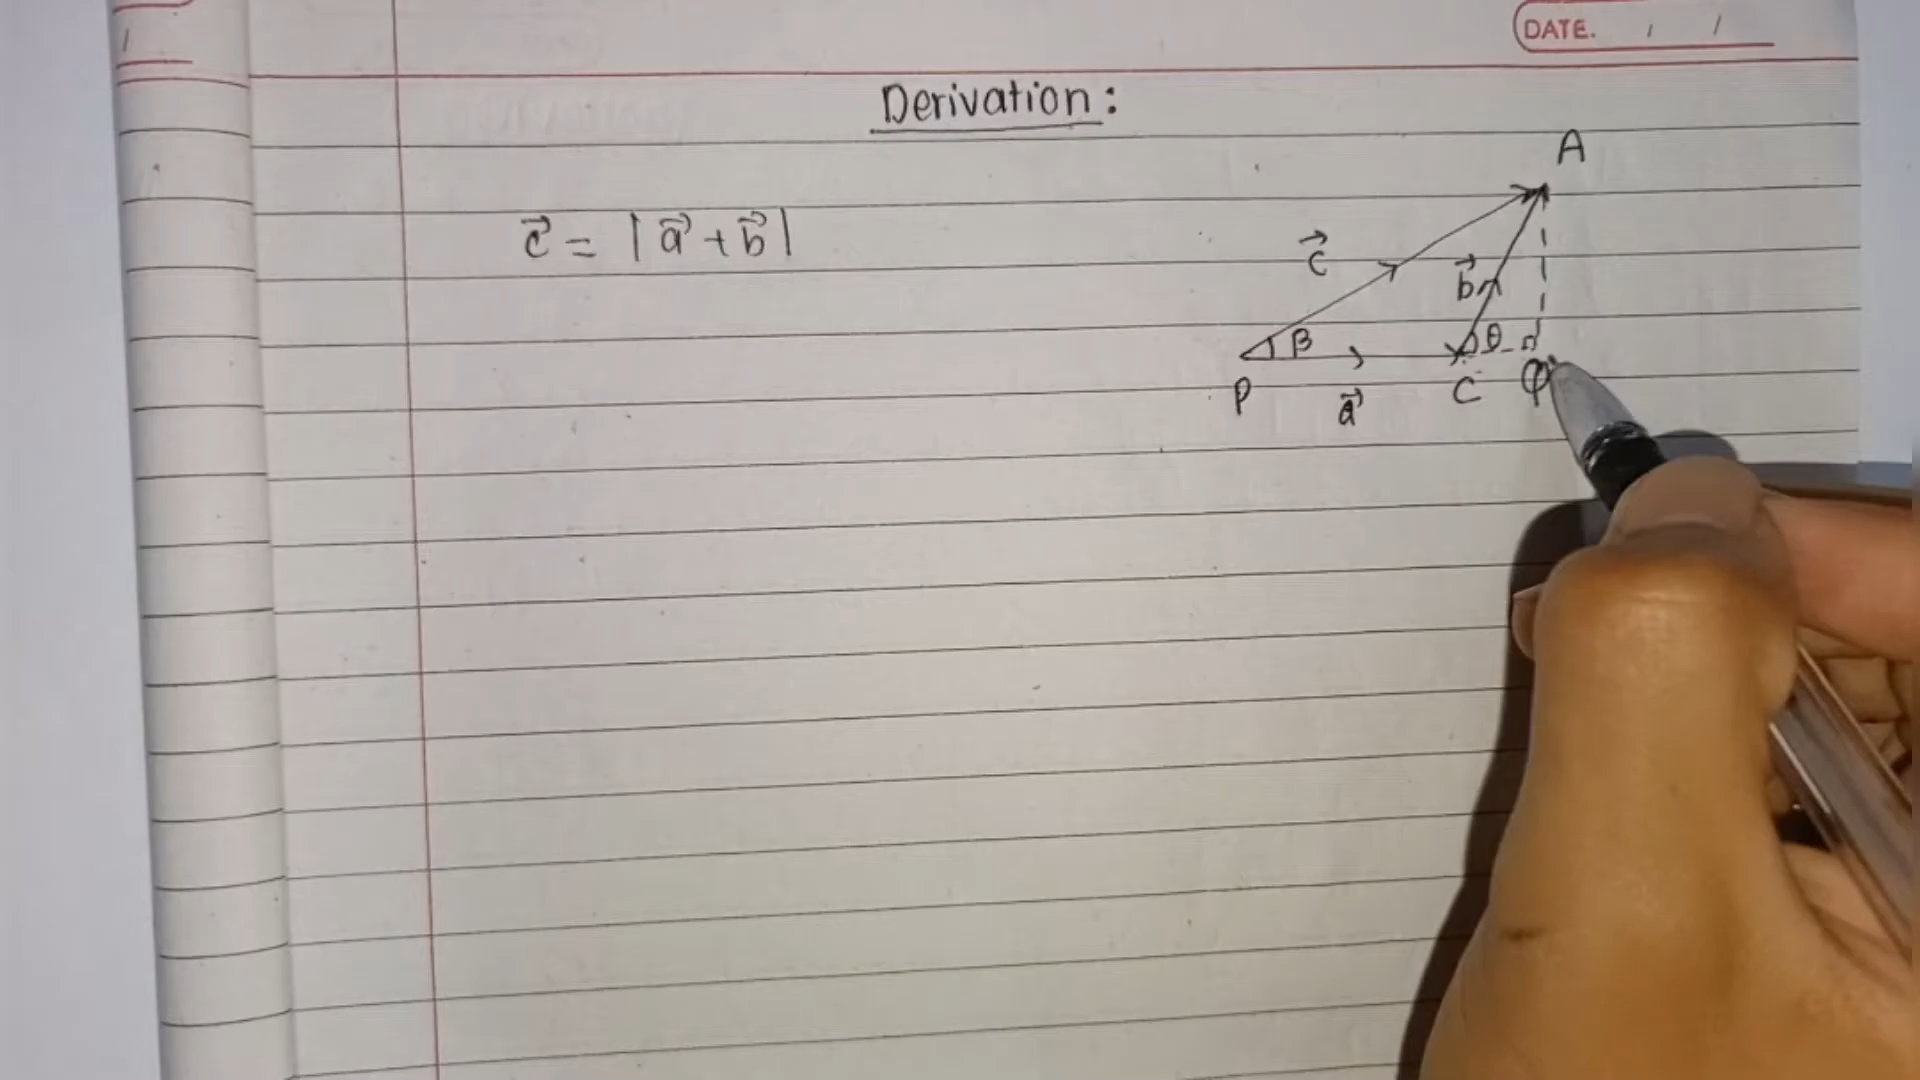 DATE. / /
Derivation:
A
c⃗ = |a⃗ + b⃗|
c⃗
b⃗
β
θ
P
a⃗
C